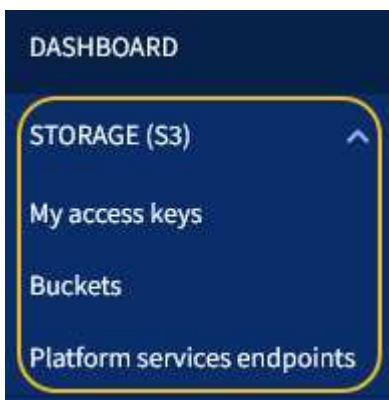 DASHBOARD
STORAGE (S3)
My access keys
Buckets
Platform services endpoints